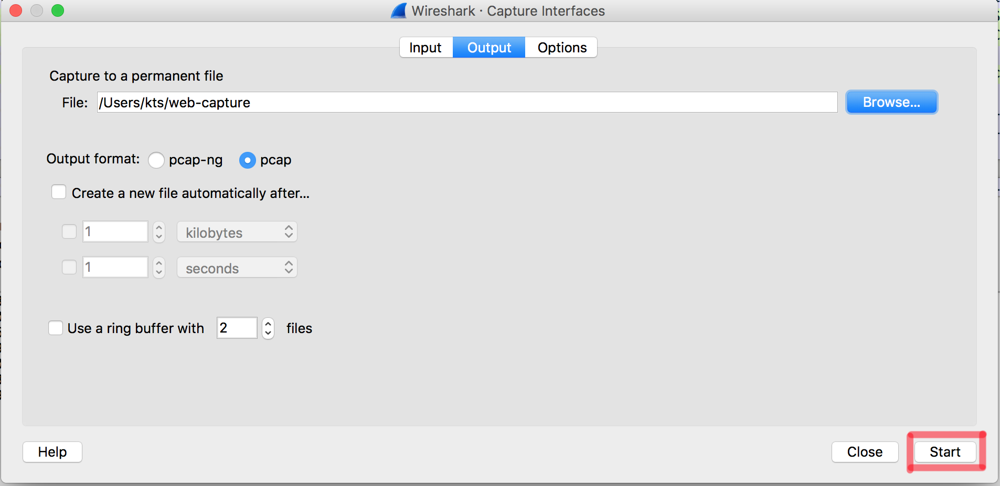 Wireshark · Capture Interfaces
Input Output Options
Capture to a permanent file
File: /Users/kts/web-capture Browse...
Output format: pcap-ng pcap
Create a new file automatically after...
1 kilobytes
1 seconds
Use a ring buffer with 2 files
Help Close Start